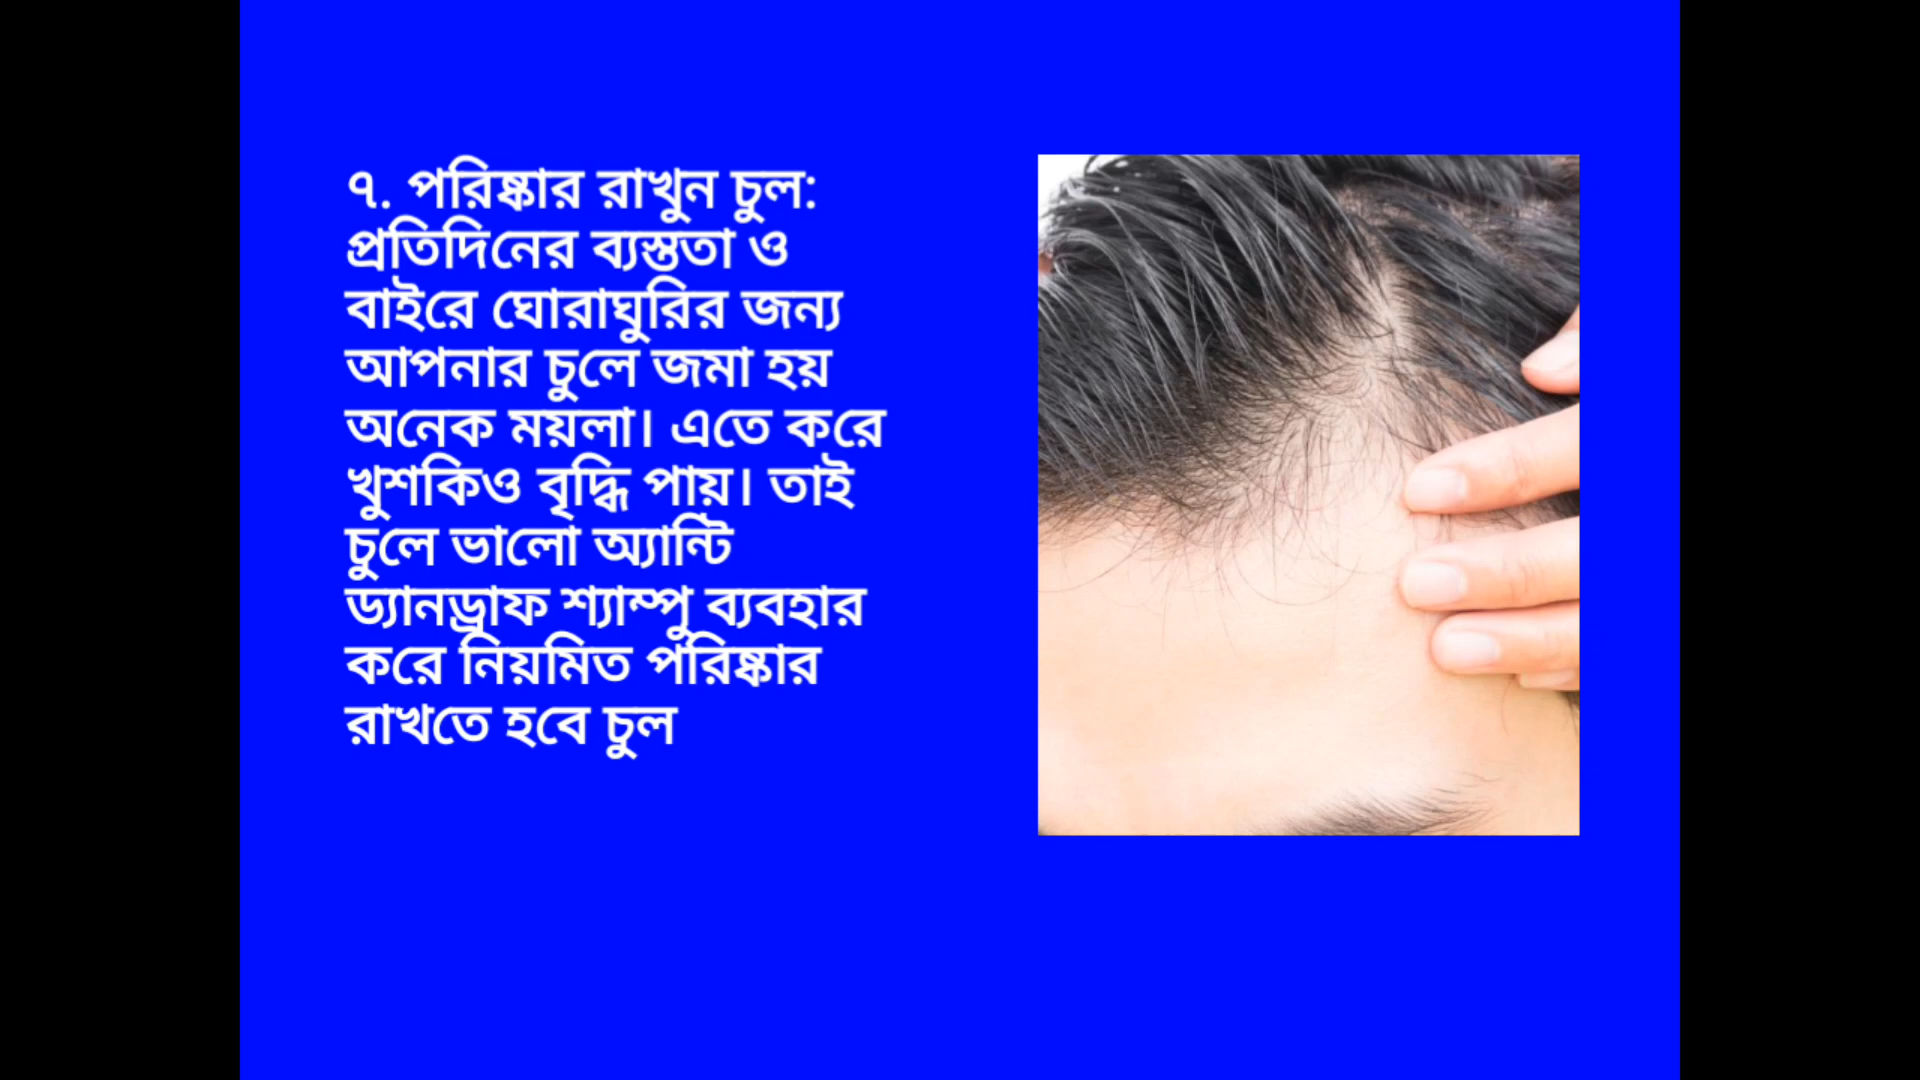 ৭. পরিষ্কার রাখুন চুল:
প্রতিদিনের ব্যস্ততা ও
বাইরে ঘোরাঘুরির জন্য
আপনার চুলে জমা হয়
অনেক ময়লা। এতে করে
খুশকিও বৃদ্ধি পায়। তাই
চুলে ভালো অ্যান্টি
ড্যানড্রাফ শ্যাম্পু ব্যবহার
করে নিয়মিত পরিষ্কার
রাখতে হবে চুল